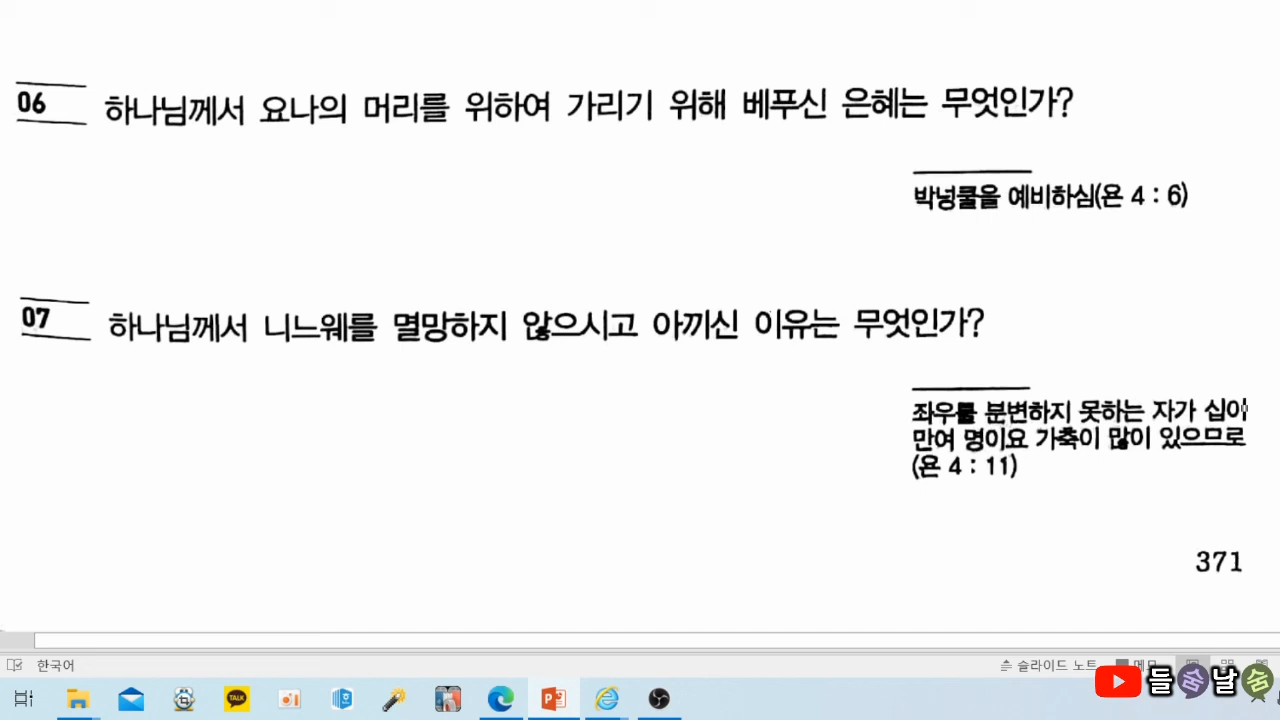 06 하나님께서 요나의 머리를 위하여 가리기 위해 베푸신 은혜는 무엇인가?
박넝쿨을 예비하심(욘 4 : 6)
07 하나님께서 니느웨를 멸망하지 않으시고 아끼신 이유는 무엇인가?
좌우를 분변하지 못하는 자가 십이
만여 명이요 가축이 많이 있으므로
(욘 4 : 11)
371
한국어
슬라이드 노트
메모
TALK
들숨날숨